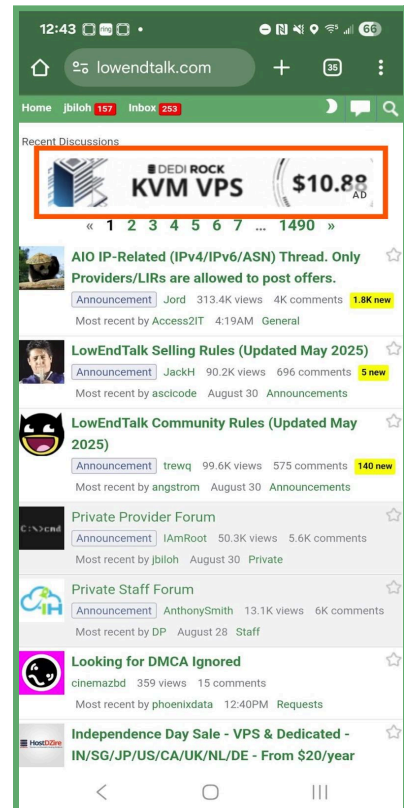 12:43
ring
66
lowendtalk.com
35
Home jbiloh 157 Inbox 253
Recent Discussions
DEDI ROCK
KVM VPS
$10.88
AD
« 1 2 3 4 5 6 7 … 1490 »
AIO IP-Related (IPv4/IPv6/ASN) Thread. Only
Providers/LIRs are allowed to post offers.
Announcement Jord 313.4K views 4K comments 1.8K new
Most recent by Access2IT 4:19AM General
LowEndTalk Selling Rules (Updated May 2025)
Announcement JackH 90.2K views 696 comments 5 new
Most recent by ascicode August 30 Announcements
LowEndTalk Community Rules (Updated May
2025)
Announcement trewq 99.6K views 575 comments 140 new
Most recent by angstrom August 30 Announcements
C:\>cmd
Private Provider Forum
Announcement IAmRoot 50.3K views 5.6K comments
Most recent by jbiloh August 30 Private
Private Staff Forum
Announcement AnthonySmith 13.1K views 6K comments
Most recent by DP August 28 Staff
Looking for DMCA Ignored
cinemazbd 359 views 15 comments
Most recent by phoenixdata 12:40PM Requests
HostDZire
Independence Day Sale - VPS & Dedicated -
IN/SG/JP/US/CA/UK/NL/DE - From $20/year